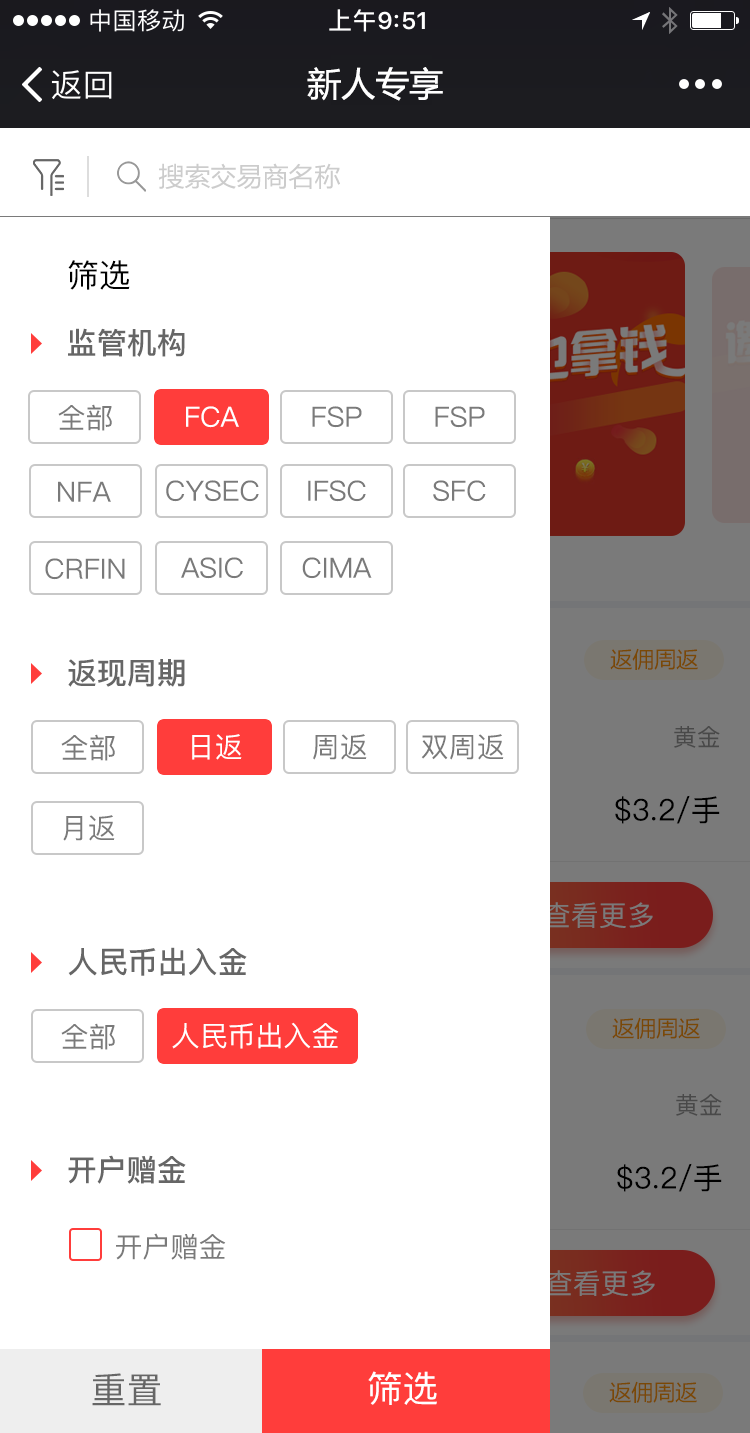 中国移动 上午9:51
返回 新人专享
搜索交易商名称
筛选
监管机构
全部 FCA FSP FSP
NFA CYSEC IFSC SFC
CRFIN ASIC CIMA
返现周期
全部 日返 周返 双周返
月返
人民币出入金
全部 人民币出入金
开户赠金
开户赠金
重置 筛选
拿钱
返佣周返
黄金
$3.2/手
查看更多
返佣周返
黄金
$3.2/手
查看更多
返佣周返